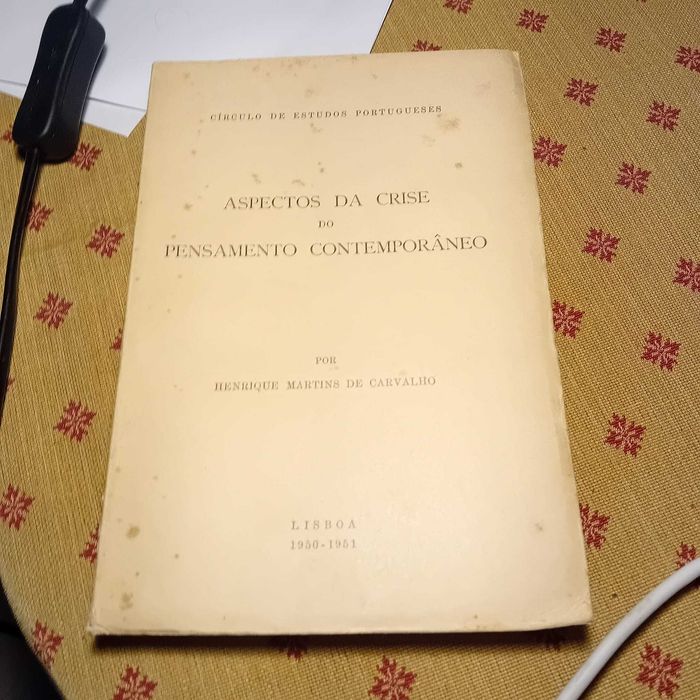 CÍRCULO DE ESTUDOS PORTUGUESES
ASPECTOS DA CRISE
DO
PENSAMENTO CONTEMPORÂNEO
POR
HENRIQUE MARTINS DE CARVALHO
LISBOA
1950-1951